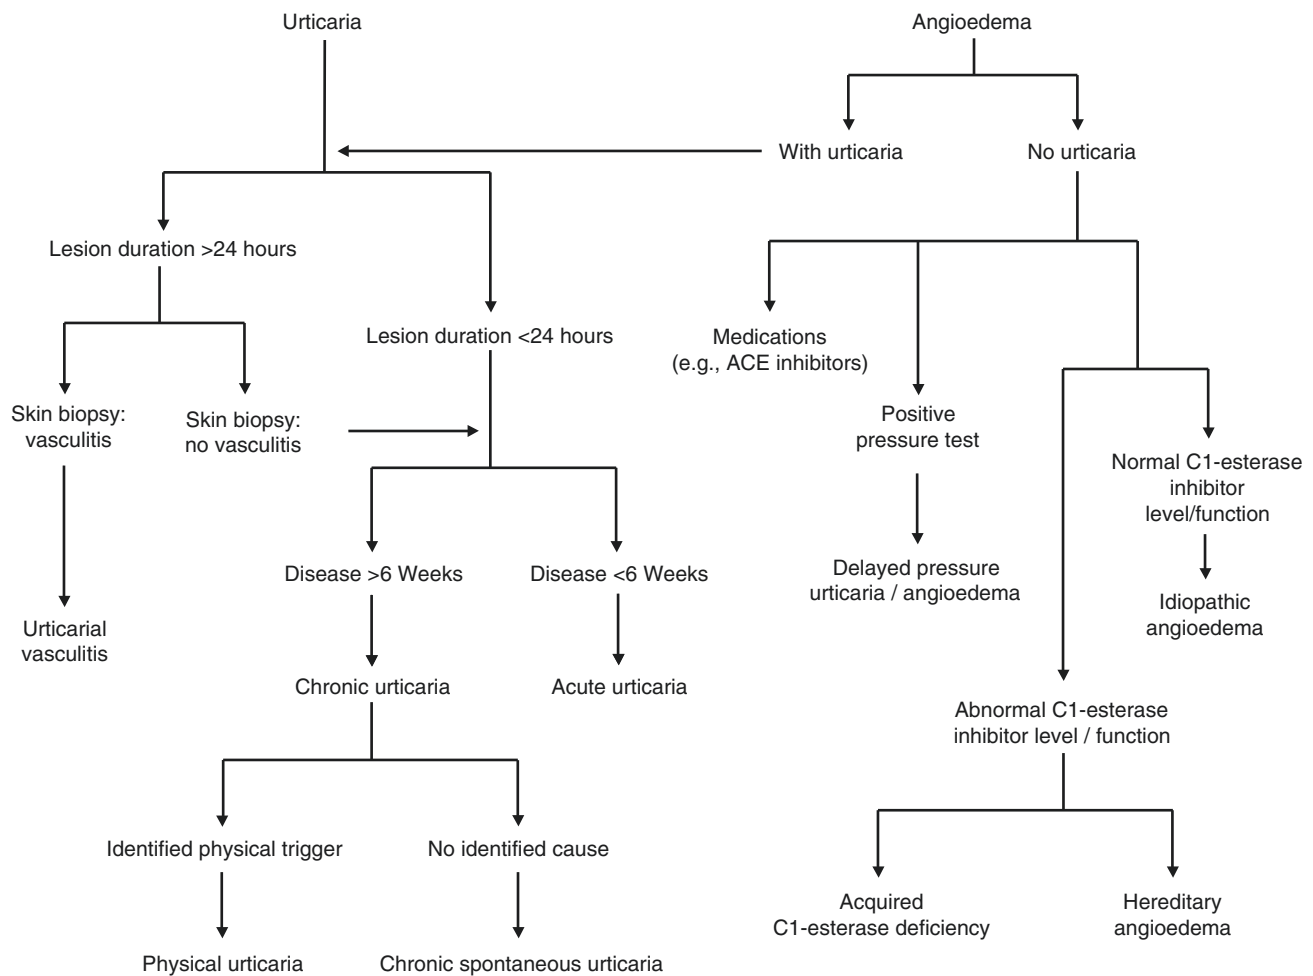 Urticaria
Angioedema
With urticaria
No urticaria
Lesion duration >24 hours
Lesion duration <24 hours
Medications
(e.g., ACE inhibitors)
Skin biopsy:
vasculitis
Skin biopsy:
no vasculitis
Positive
pressure test
Normal C1-esterase
inhibitor
level/function
Disease >6 Weeks
Disease <6 Weeks
Delayed pressure
urticaria / angioedema
Idiopathic
angioedema
Urticarial
vasculitis
Chronic urticaria
Acute urticaria
Abnormal C1-esterase
inhibitor level / function
Identified physical trigger
No identified cause
Acquired
C1-esterase deficiency
Hereditary
angioedema
Physical urticaria
Chronic spontaneous urticaria